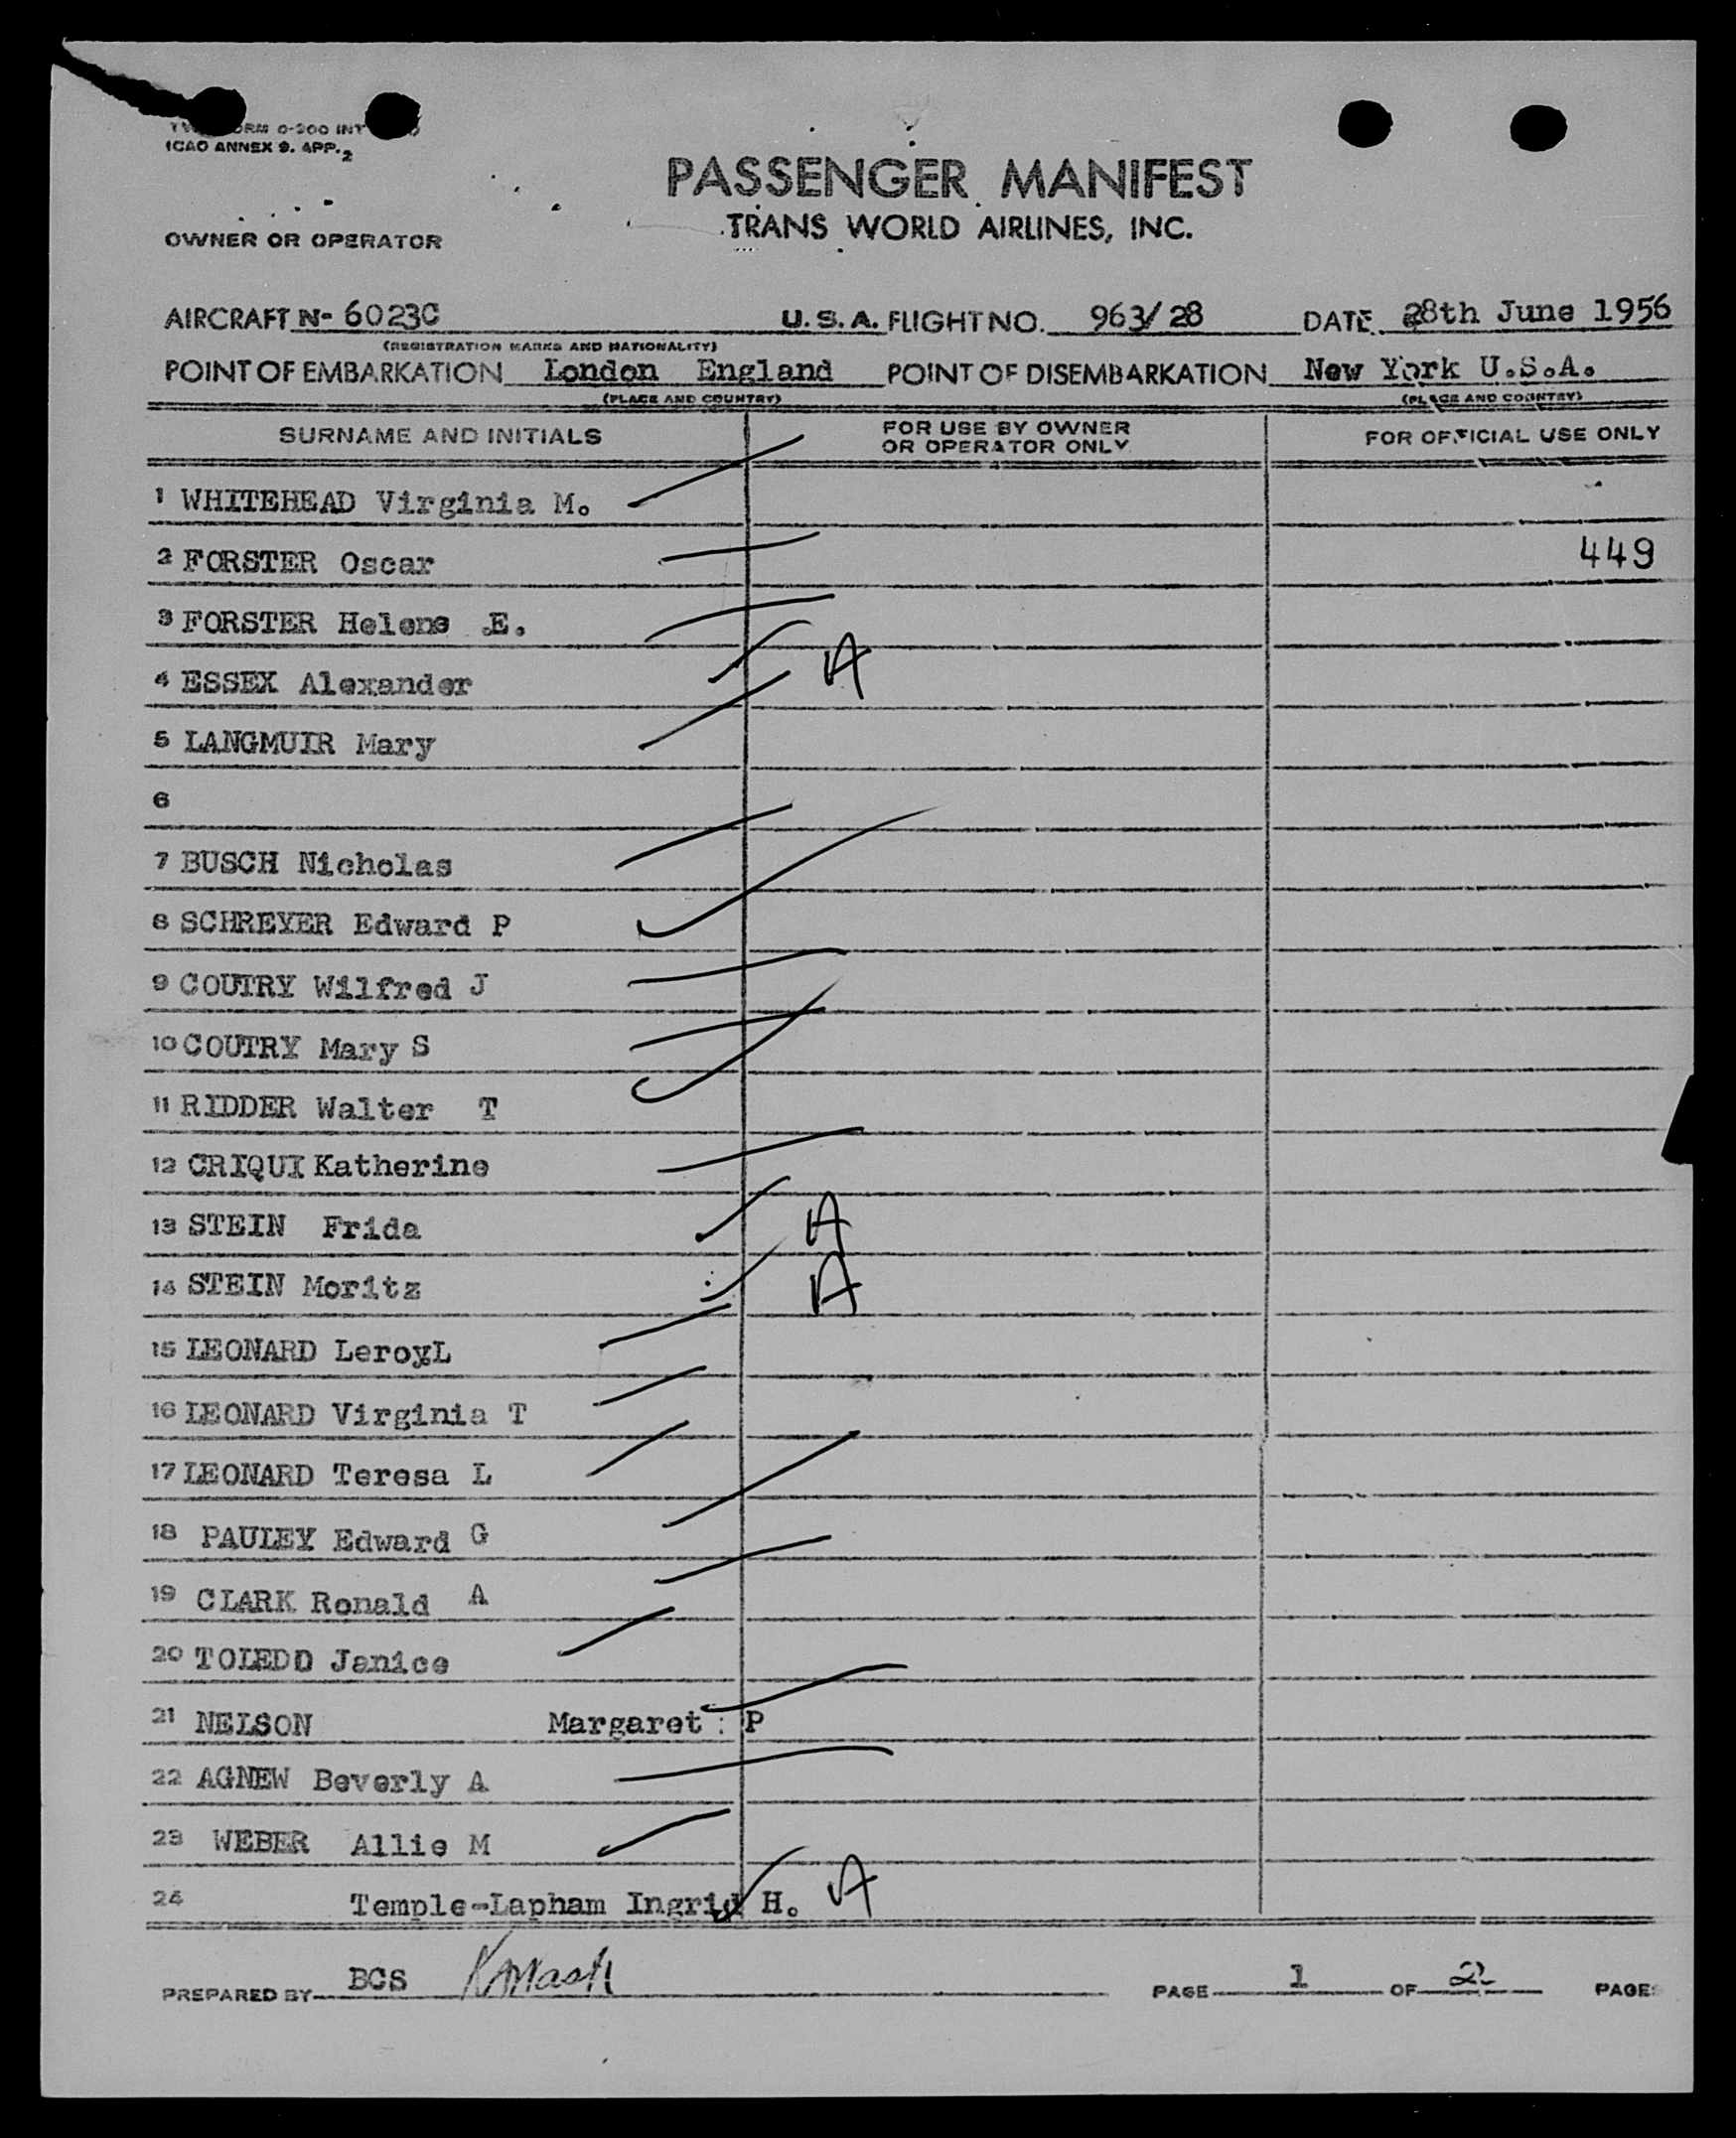 ORM O-200 INT
ICAO ANNEX 9. APP. 2
PASSENGER MANIFEST
TRANS WORLD AIRLINES, INC.
OWNER OR OPERATOR
AIRCRAFT N- 6023C U.S.A. FLIGHT NO. 963/28 DATE 28th June 1956
(REGISTRATION MARKS AND NATIONALITY)
POINT OF EMBARKATION London England POINT OF DISEMBARKATION New York U.S.A.
(PLACE AND COUNTRY) (PLACE AND COUNTRY)
SURNAME AND INITIALS FOR USE BY OWNER OR OPERATOR ONLY FOR OFFICIAL USE ONLY
1 WHITEHEAD Virginia M.
2 FORSTER Oscar 449
3 FORSTER Helene .E.
4 ESSEX Alexander A
5 LANGMUIR Mary
6
7 BUSCH Nicholas
8 SCHREYER Edward P
9 COUTRY Wilfred J
10 COUTRY Mary S
11 RIDDER Walter T
12 CRIQUI Katherine
13 STEIN Frida A
14 STEIN Moritz A
15 LEONARD Leroy L
16 LEONARD Virginia T
17 LEONARD Teresa L
18 PAULEY Edward G
19 CLARK Ronald A
20 TOLEDO Janice
21 NELSON Margaret : P
22 AGNEW Beverly A
23 WEBER Allie M
24 Temple-Lapham Ingrid H. A
PREPARED BY BCS PAGE 1 OF 2 PAGES